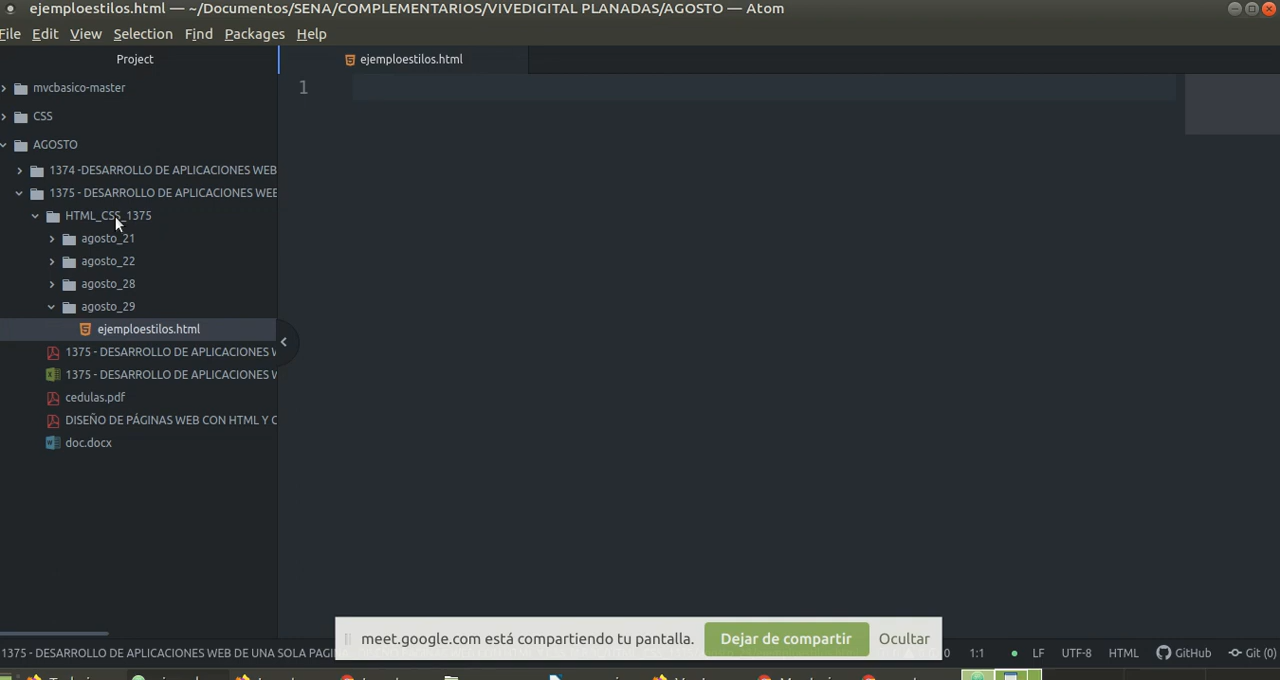 ejemploestilos.html — ~/Documentos/SENA/COMPLEMENTARIOS/VIVEDIGITAL PLANADAS/AGOSTO — Atom
File Edit View Selection Find Packages Help
Project
ejemploestilos.html
1
mvcbasico-master
CSS
AGOSTO
1374 -DESARROLLO DE APLICACIONES WEB
1375 - DESARROLLO DE APLICACIONES WEB
HTML_CSS_1375
agosto_21
agosto_22
agosto_28
agosto_29
ejemploestilos.html
1375 - DESARROLLO DE APLICACIONES W
1375 - DESARROLLO DE APLICACIONES W
cedulas.pdf
DISEÑO DE PÁGINAS WEB CON HTML Y C
doc.docx
meet.google.com está compartiendo tu pantalla. Dejar de compartir Ocultar
1375 - DESARROLLO DE APLICACIONES WEB DE UNA SOLA PAGIN 0 1:1 LF UTF-8 HTML GitHub Git (0)